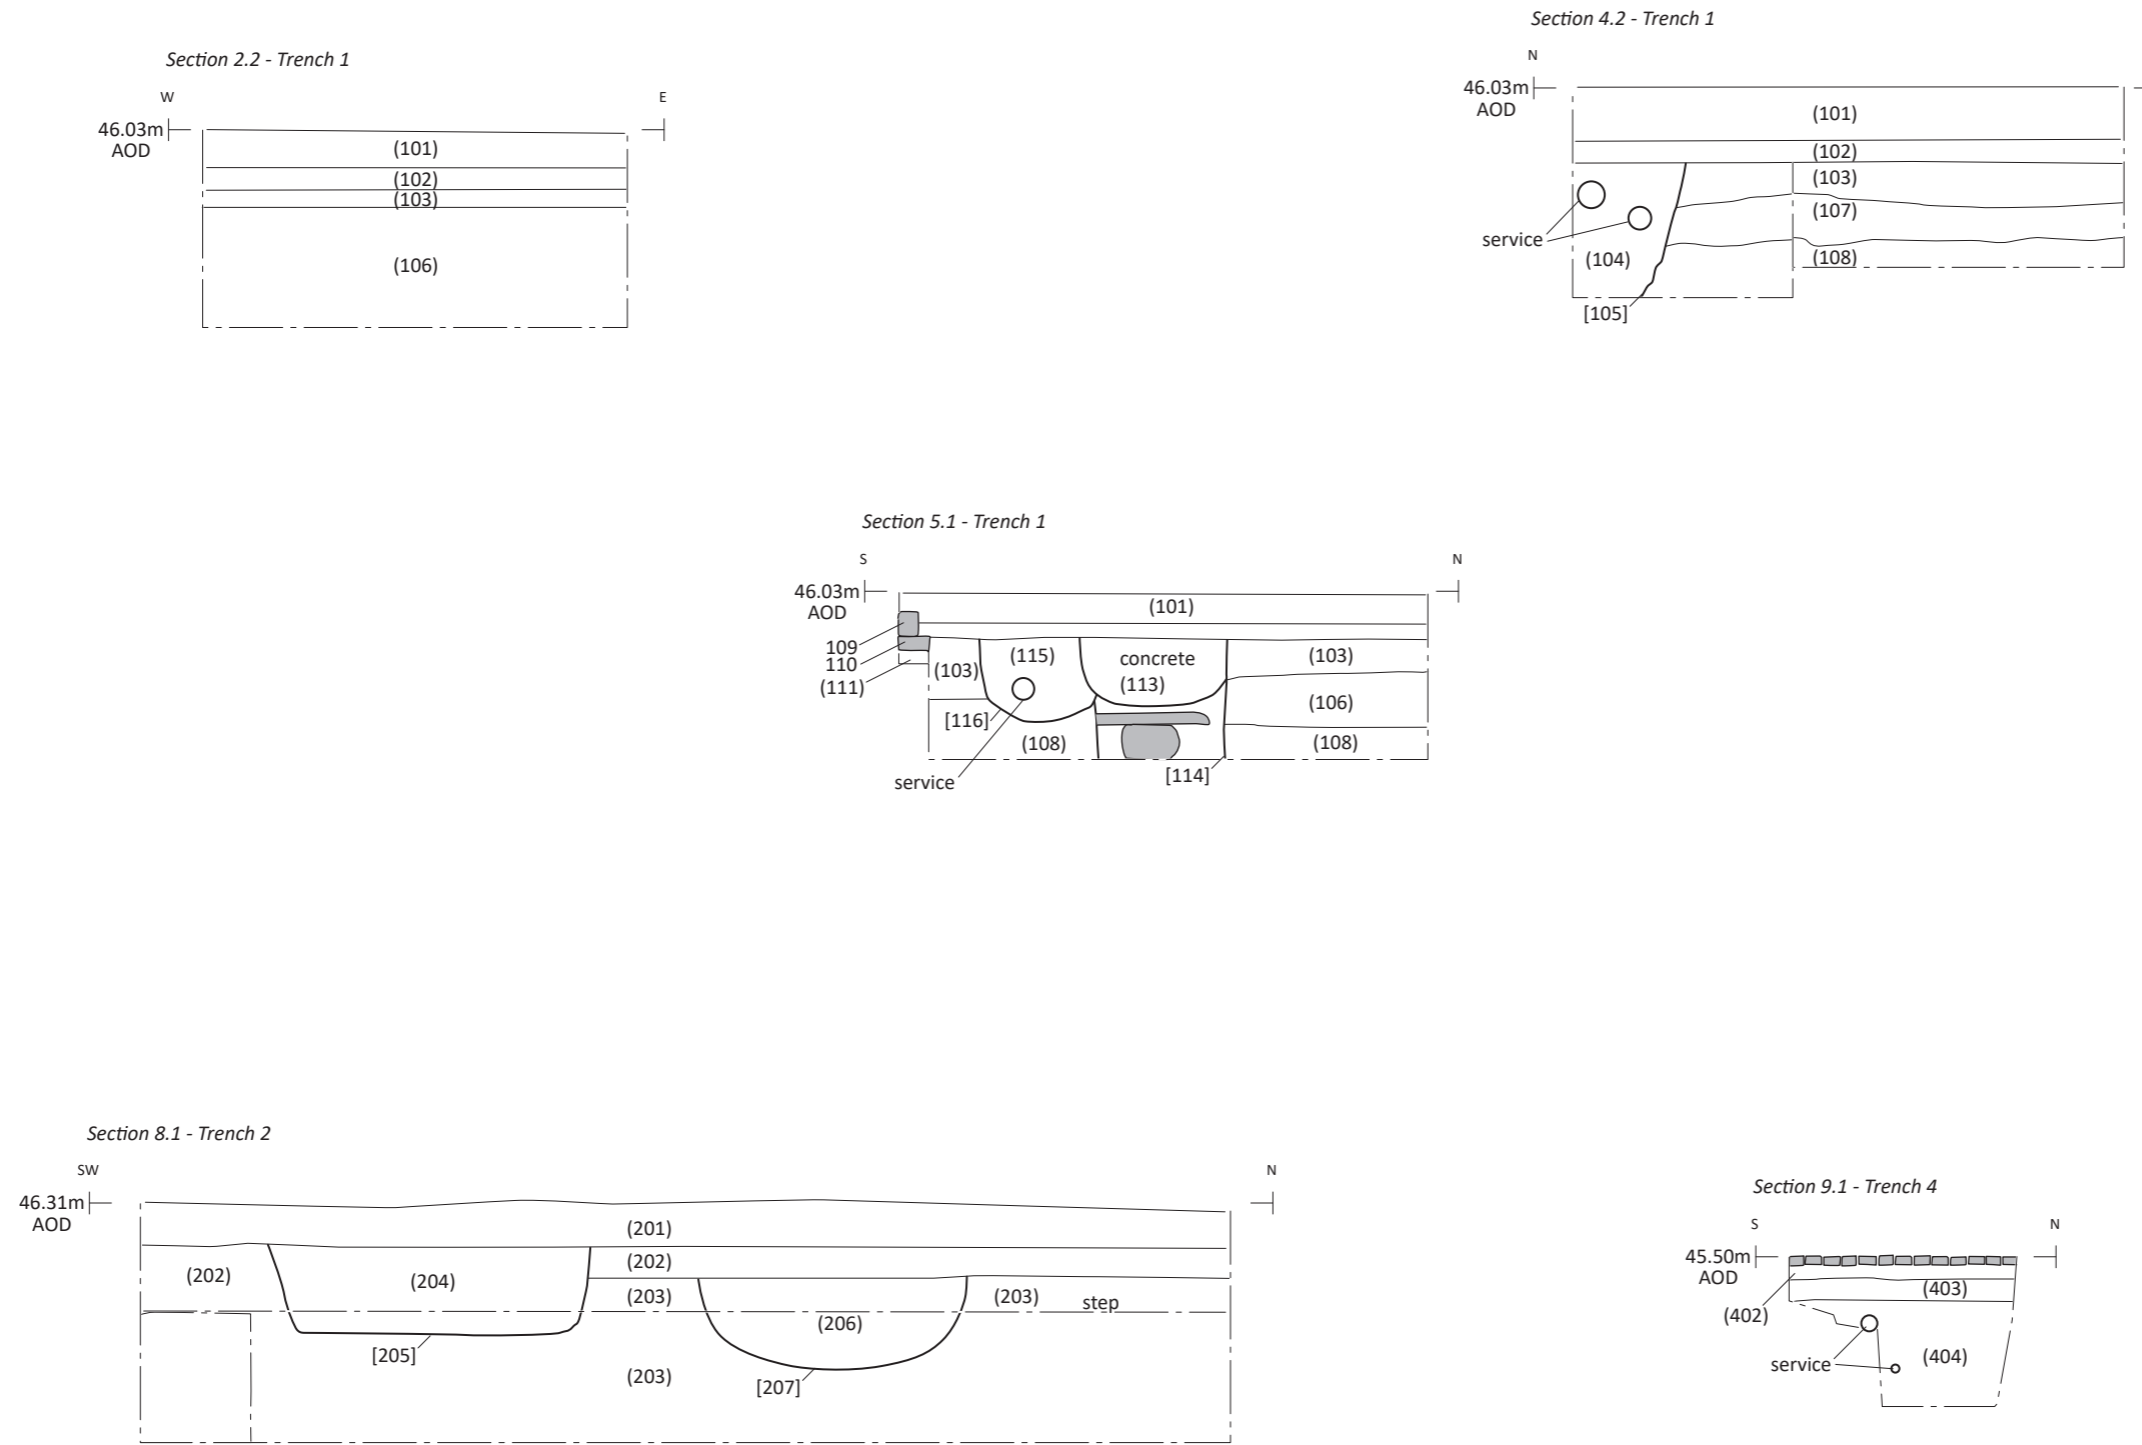 Section 2.2 - Trench 1
W
E
46.03m
AOD
(101)
(102)
(103)
(106)
Section 4.2 - Trench 1
N
46.03m
AOD
(101)
(102)
(103)
(107)
service
(104)
(108)
[105]
Section 5.1 - Trench 1
S
N
46.03m
AOD
(101)
109
110
(111)
(103)
(115)
concrete
(113)
(103)
[116]
(106)
(108)
(108)
[114]
service
Section 8.1 - Trench 2
SW
N
46.31m
AOD
(201)
(202)
(202)
(204)
(203)
(203)
step
(206)
[205]
(203)
[207]
Section 9.1 - Trench 4
S
N
45.50m
AOD
(403)
(402)
service
(404)